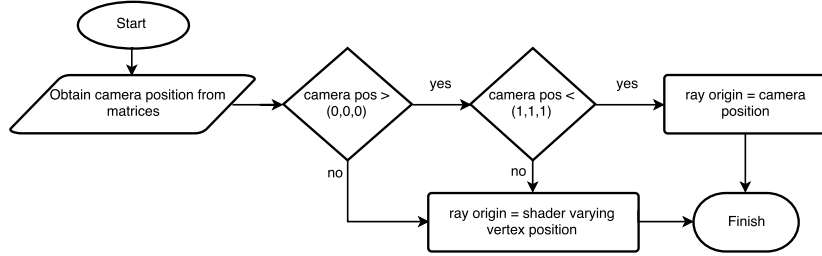 Start
Obtain camera position from
matrices
camera pos >
(0,0,0)
yes
camera pos <
(1,1,1)
yes
ray origin = camera
position
no
no
ray origin = shader varying
vertex position
Finish